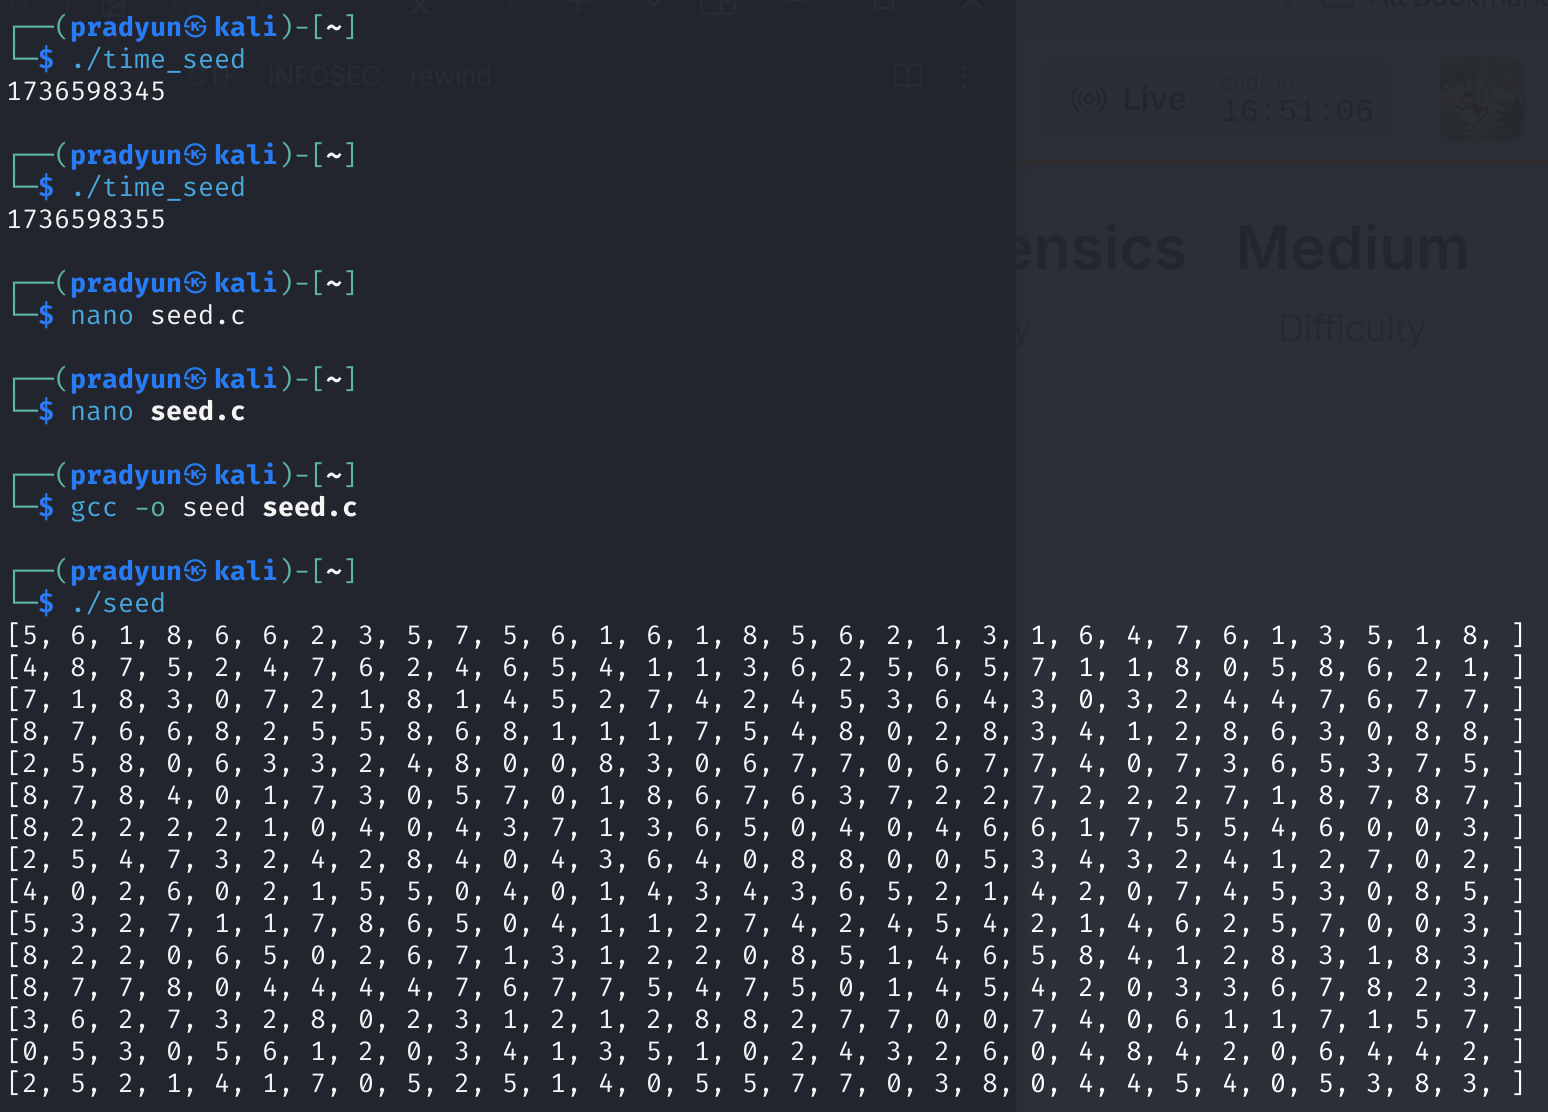 ┌──(pradyun㉿kali)-[~]
└─$ ./time_seed
CTF / INFOSEC / rewind
1736598345
All Bookmark
Live
ends in
16:51:06
┌──(pradyun㉿kali)-[~]
└─$ ./time_seed
1736598355
ensics Medium
y Difficulty
┌──(pradyun㉿kali)-[~]
└─$ nano seed.c
┌──(pradyun㉿kali)-[~]
└─$ nano seed.c
┌──(pradyun㉿kali)-[~]
└─$ gcc -o seed seed.c
┌──(pradyun㉿kali)-[~]
└─$ ./seed
[5, 6, 1, 8, 6, 6, 2, 3, 5, 7, 5, 6, 1, 6, 1, 8, 5, 6, 2, 1, 3, 1, 6, 4, 7, 6, 1, 3, 5, 1, 8, ]
[4, 8, 7, 5, 2, 4, 7, 6, 2, 4, 6, 5, 4, 1, 1, 3, 6, 2, 5, 6, 5, 7, 1, 1, 8, 0, 5, 8, 6, 2, 1, ]
[7, 1, 8, 3, 0, 7, 2, 1, 8, 1, 4, 5, 2, 7, 4, 2, 4, 5, 3, 6, 4, 3, 0, 3, 2, 4, 4, 7, 6, 7, 7, ]
[8, 7, 6, 6, 8, 2, 5, 5, 8, 6, 8, 1, 1, 1, 7, 5, 4, 8, 0, 2, 8, 3, 4, 1, 2, 8, 6, 3, 0, 8, 8, ]
[2, 5, 8, 0, 6, 3, 3, 2, 4, 8, 0, 0, 8, 3, 0, 6, 7, 7, 0, 6, 7, 7, 4, 0, 7, 3, 6, 5, 3, 7, 5, ]
[8, 7, 8, 4, 0, 1, 7, 3, 0, 5, 7, 0, 1, 8, 6, 7, 6, 3, 7, 2, 2, 7, 2, 2, 2, 7, 1, 8, 7, 8, 7, ]
[8, 2, 2, 2, 2, 1, 0, 4, 0, 4, 3, 7, 1, 3, 6, 5, 0, 4, 0, 4, 6, 6, 1, 7, 5, 5, 4, 6, 0, 0, 3, ]
[2, 5, 4, 7, 3, 2, 4, 2, 8, 4, 0, 4, 3, 6, 4, 0, 8, 8, 0, 0, 5, 3, 4, 3, 2, 4, 1, 2, 7, 0, 2, ]
[4, 0, 2, 6, 0, 2, 1, 5, 5, 0, 4, 0, 1, 4, 3, 4, 3, 6, 5, 2, 1, 4, 2, 0, 7, 4, 5, 3, 0, 8, 5, ]
[5, 3, 2, 7, 1, 1, 7, 8, 6, 5, 0, 4, 1, 1, 2, 7, 4, 2, 4, 5, 4, 2, 1, 4, 6, 2, 5, 7, 0, 0, 3, ]
[8, 2, 2, 0, 6, 5, 0, 2, 6, 7, 1, 3, 1, 2, 2, 0, 8, 5, 1, 4, 6, 5, 8, 4, 1, 2, 8, 3, 1, 8, 3, ]
[8, 7, 7, 8, 0, 4, 4, 4, 4, 7, 6, 7, 7, 5, 4, 7, 5, 0, 1, 4, 5, 4, 2, 0, 3, 3, 6, 7, 8, 2, 3, ]
[3, 6, 2, 7, 3, 2, 8, 0, 2, 3, 1, 2, 1, 2, 8, 8, 2, 7, 7, 0, 0, 7, 4, 0, 6, 1, 1, 7, 1, 5, 7, ]
[0, 5, 3, 0, 5, 6, 1, 2, 0, 3, 4, 1, 3, 5, 1, 0, 2, 4, 3, 2, 6, 0, 4, 8, 4, 2, 0, 6, 4, 4, 2, ]
[2, 5, 2, 1, 4, 1, 7, 0, 5, 2, 5, 1, 4, 0, 5, 5, 7, 7, 0, 3, 8, 0, 4, 4, 5, 4, 0, 5, 3, 8, 3, ]